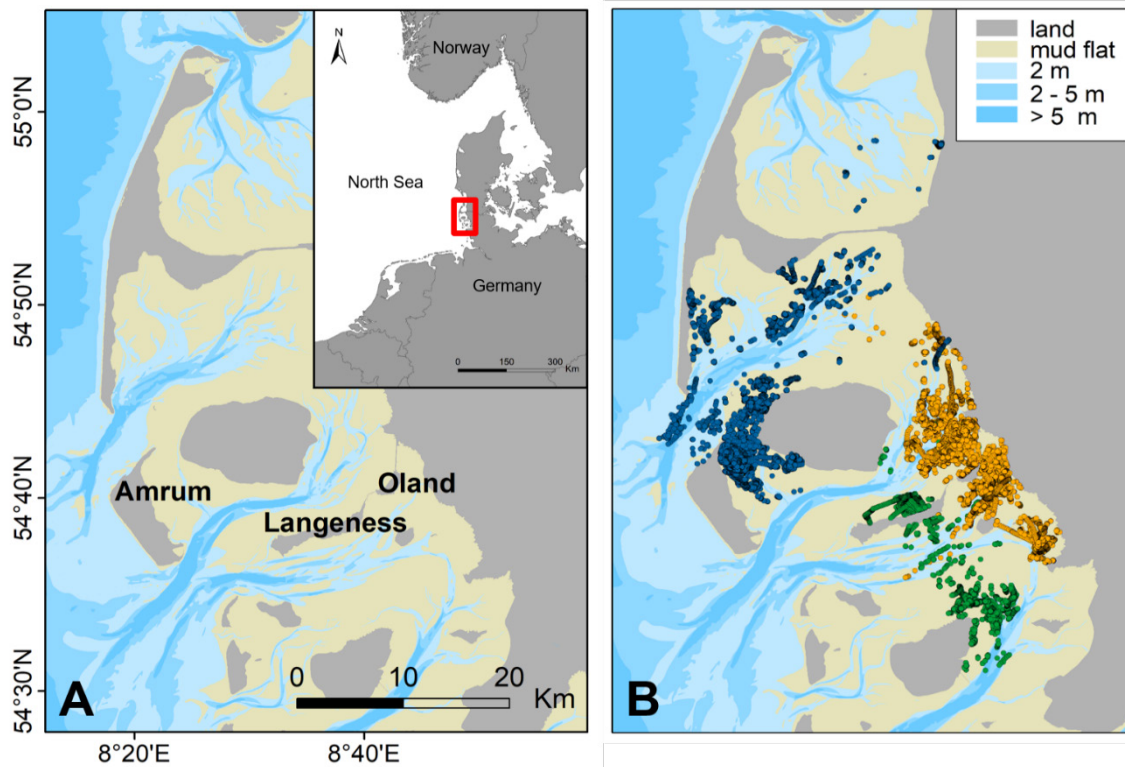 N
Norway
North Sea
Germany
0 150 300
Km
55°0'N
54°50'N
54°40'N
54°30'N
Amrum
Oland
Langeness
0 10 20
Km
A
8°20'E
8°40'E
land
mud flat
2 m
2 - 5 m
> 5 m
B